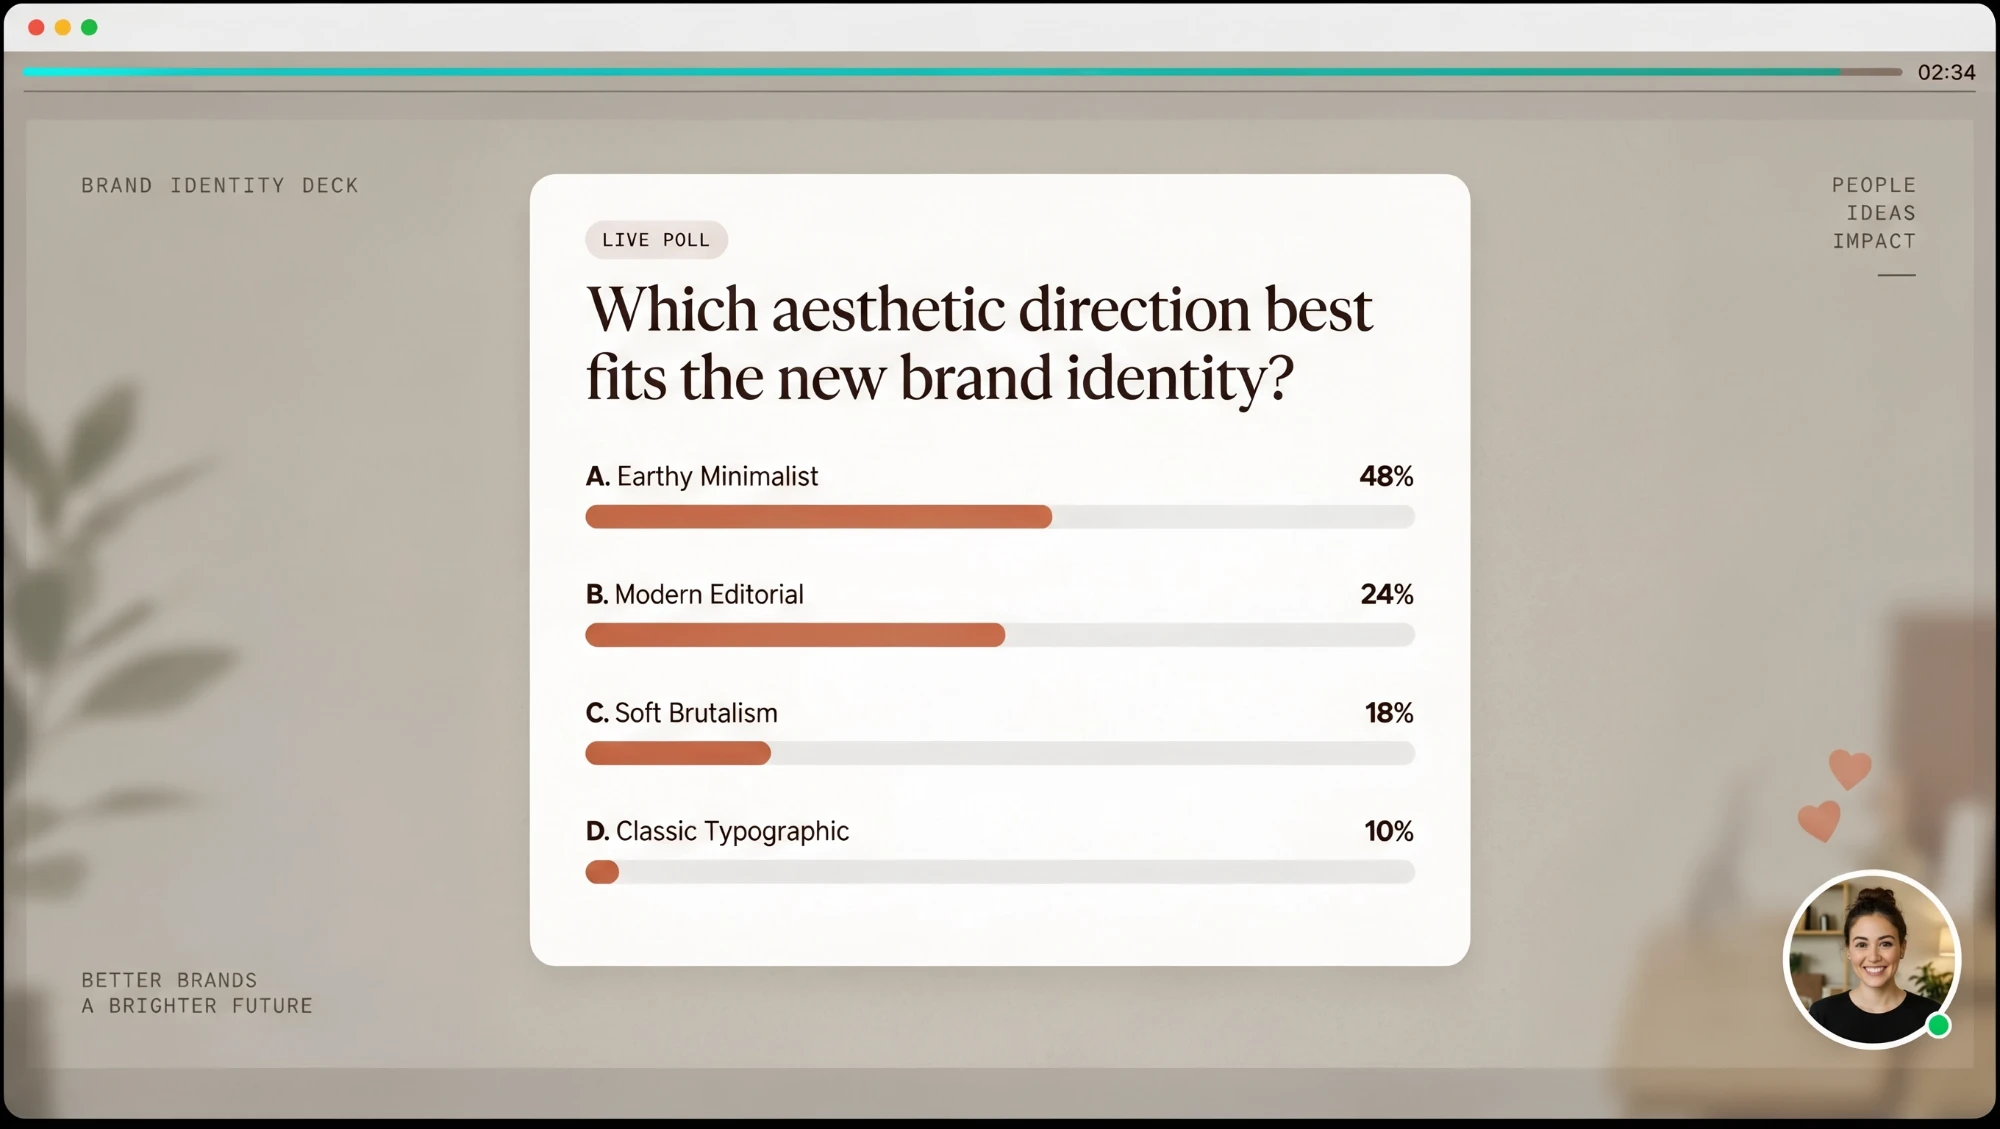 02:34
BRAND IDENTITY DECK
PEOPLE
IDEAS
IMPACT
LIVE POLL
Which aesthetic direction best
fits the new brand identity?
A. Earthy Minimalist 48%
B. Modern Editorial 24%
C. Soft Brutalism 18%
D. Classic Typographic 10%
BETTER BRANDS
A BRIGHTER FUTURE